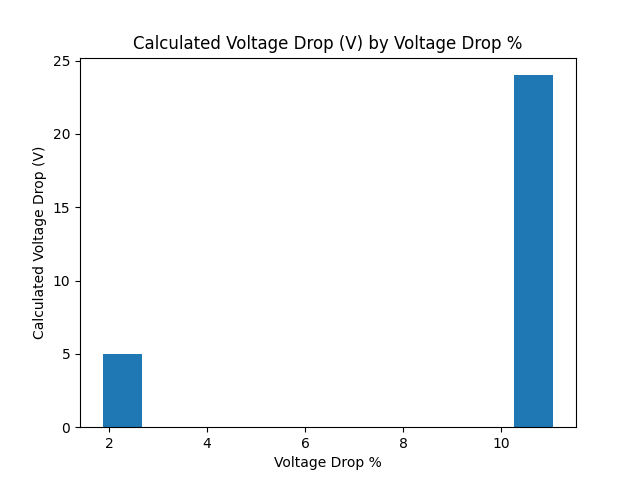 Calculated Voltage Drop (V) by Voltage Drop %
25
20
15
10
5
0
Calculated Voltage Drop (V)
2 4 6 8 10
Voltage Drop %